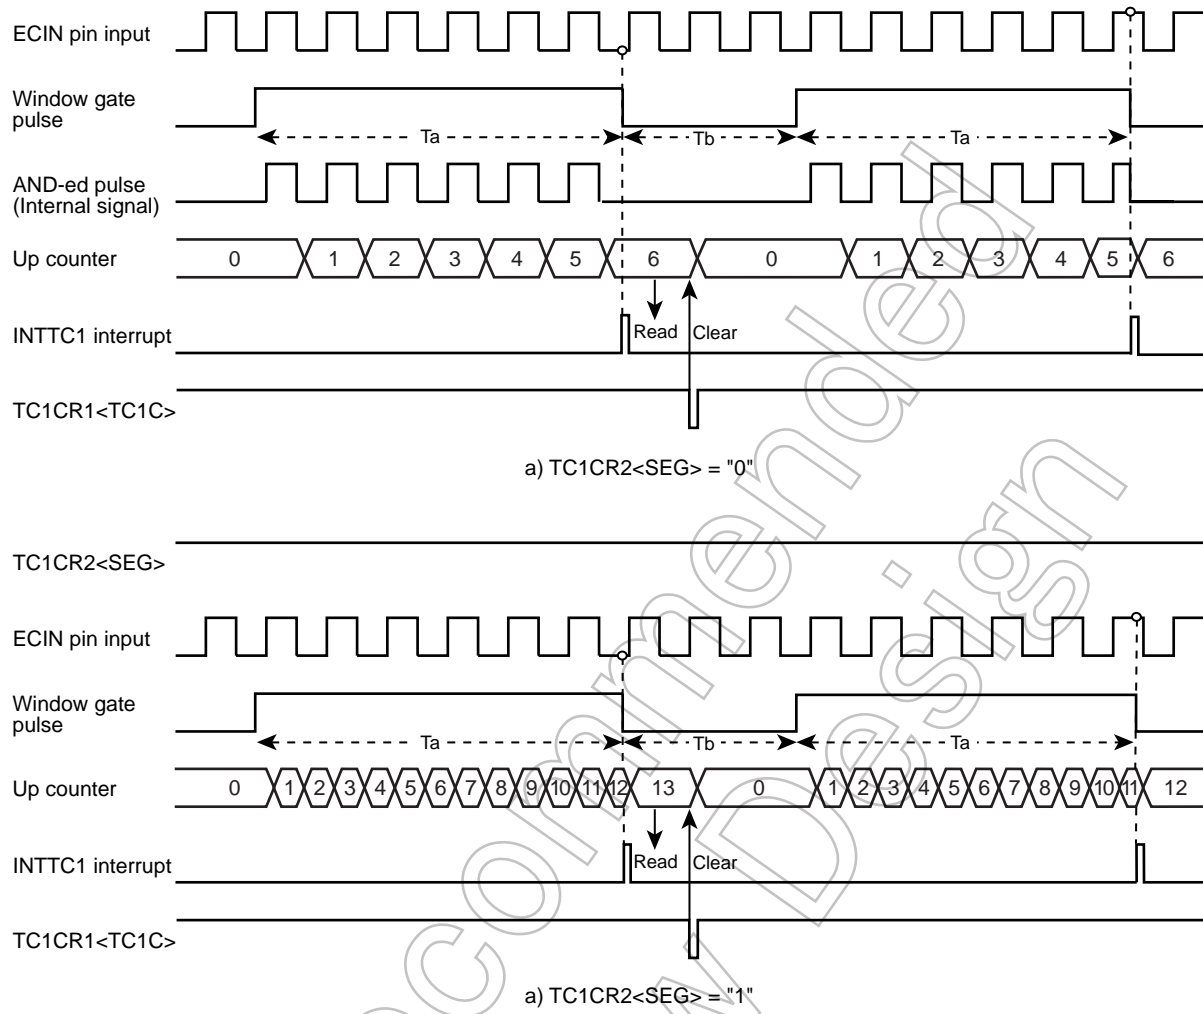 ECIN pin input
Window gate
pulse
Ta
Tb
Ta
AND-ed pulse
(Internal signal)
Up counter
0 1 2 3 4 5 6 0 1 2 3 4 5 6
Read
Clear
INTTC1 interrupt
TC1CR1<TC1C>
a) TC1CR2<SEG> = "0"
TC1CR2<SEG>
ECIN pin input
Window gate
pulse
Ta
Tb
Ta
Up counter
0 1 2 3 4 5 6 7 8 9 10 11 12 13 0 1 2 3 4 5 6 7 8 9 10 11 12
Read
Clear
INTTC1 interrupt
TC1CR1<TC1C>
a) TC1CR2<SEG> = "1"
commended
Design